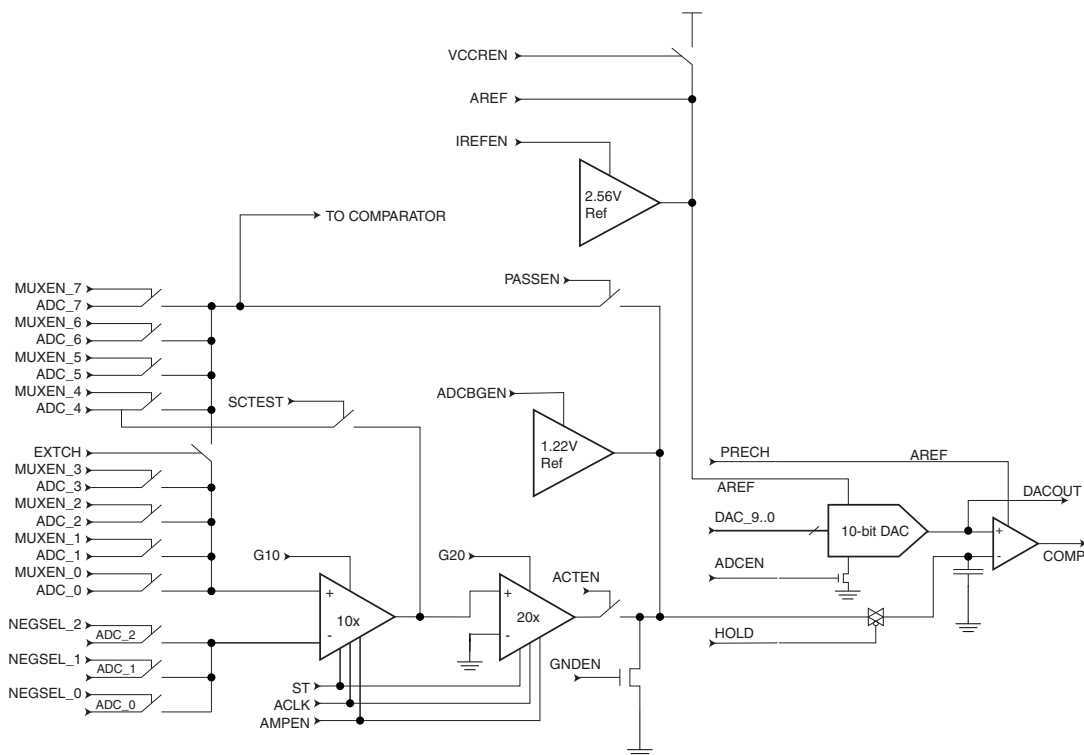 VCCREN
AREF
IREFEN
2.56V
Ref
TO COMPARATOR
PASSEN
MUXEN_7
ADC_7
MUXEN_6
ADC_6
MUXEN_5
ADC_5
MUXEN_4
ADC_4
SCTEST
ADCBGEN
1.22V
Ref
EXTCH
MUXEN_3
ADC_3
MUXEN_2
ADC_2
MUXEN_1
ADC_1
MUXEN_0
ADC_0
PRECH
AREF
AREF
DACOUT
DAC_9..0
10-bit DAC
+
-
COMP
ADCEN
G10
G20
ACTEN
+
10x
-
+
20x
-
HOLD
NEGSEL_2
ADC_2
NEGSEL_1
ADC_1
NEGSEL_0
ADC_0
GNDEN
ST
ACLK
AMPEN